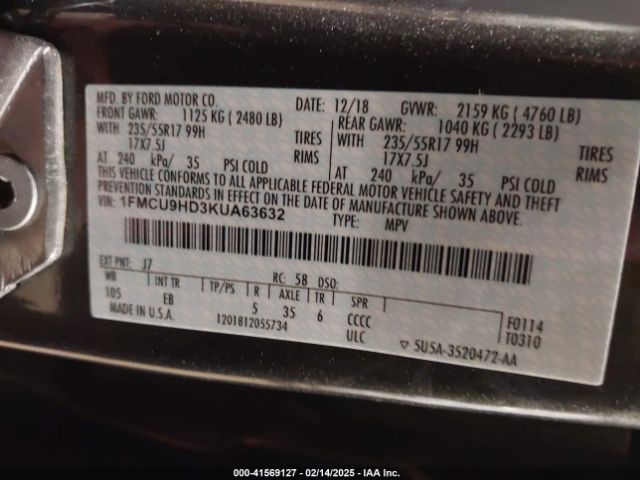 MFD. BY FORD MOTOR CO. DATE: 12/18 GVWR: 2159 KG ( 4760 LB)
FRONT GAWR: 1125 KG ( 2480 LB) REAR GAWR: 1040 KG ( 2293 LB)
WITH 235/55R17 99H TIRES WITH 235/55R17 99H TIRES
17X7.5J RIMS 17X7.5J RIMS
AT 240 kPa/ 35 PSI COLD AT 240 kPa/ 35 PSI COLD
THIS VEHICLE CONFORMS TO ALL APPLICABLE FEDERAL MOTOR VEHICLE SAFETY AND THEFT
PREVENTION STANDARDS IN EFFECT ON THE DATE OF MANUFACTURE SHOWN ABOVE.
VIN: 1FMCU9HD3KUA63632 TYPE: MPV
EXT PNT: J7 RC: 58 DSO:
WB INT TR TP/PS R AXLE TR SPR
105 EB 5 35 6 CCCC F0114
MADE IN U.S.A. 1201812055734 ULC T0310
▽ 5U5A-3520472-AA
000-41569127 - 02/14/2025 - IAA Inc.